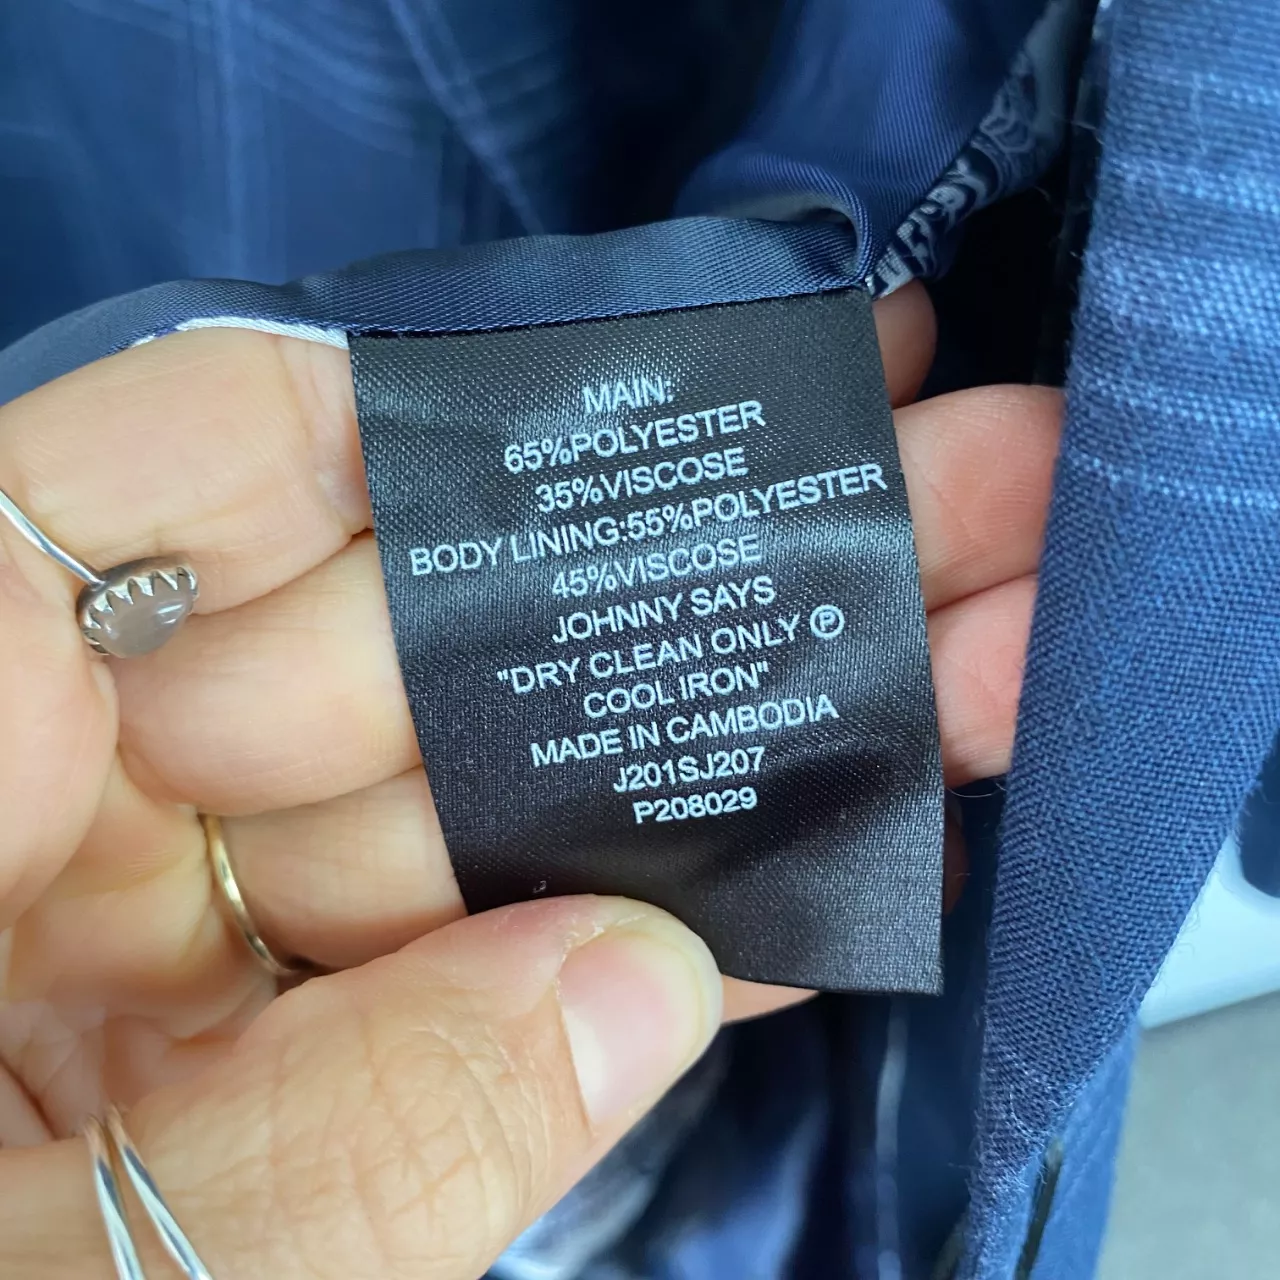 MAIN:
65%POLYESTER
35%VISCOSE
BODY LINING:55%POLYESTER
45%VISCOSE
JOHNNY SAYS
"DRY CLEAN ONLY Ⓟ
COOL IRON"
MADE IN CAMBODIA
J201SJ207
P208029